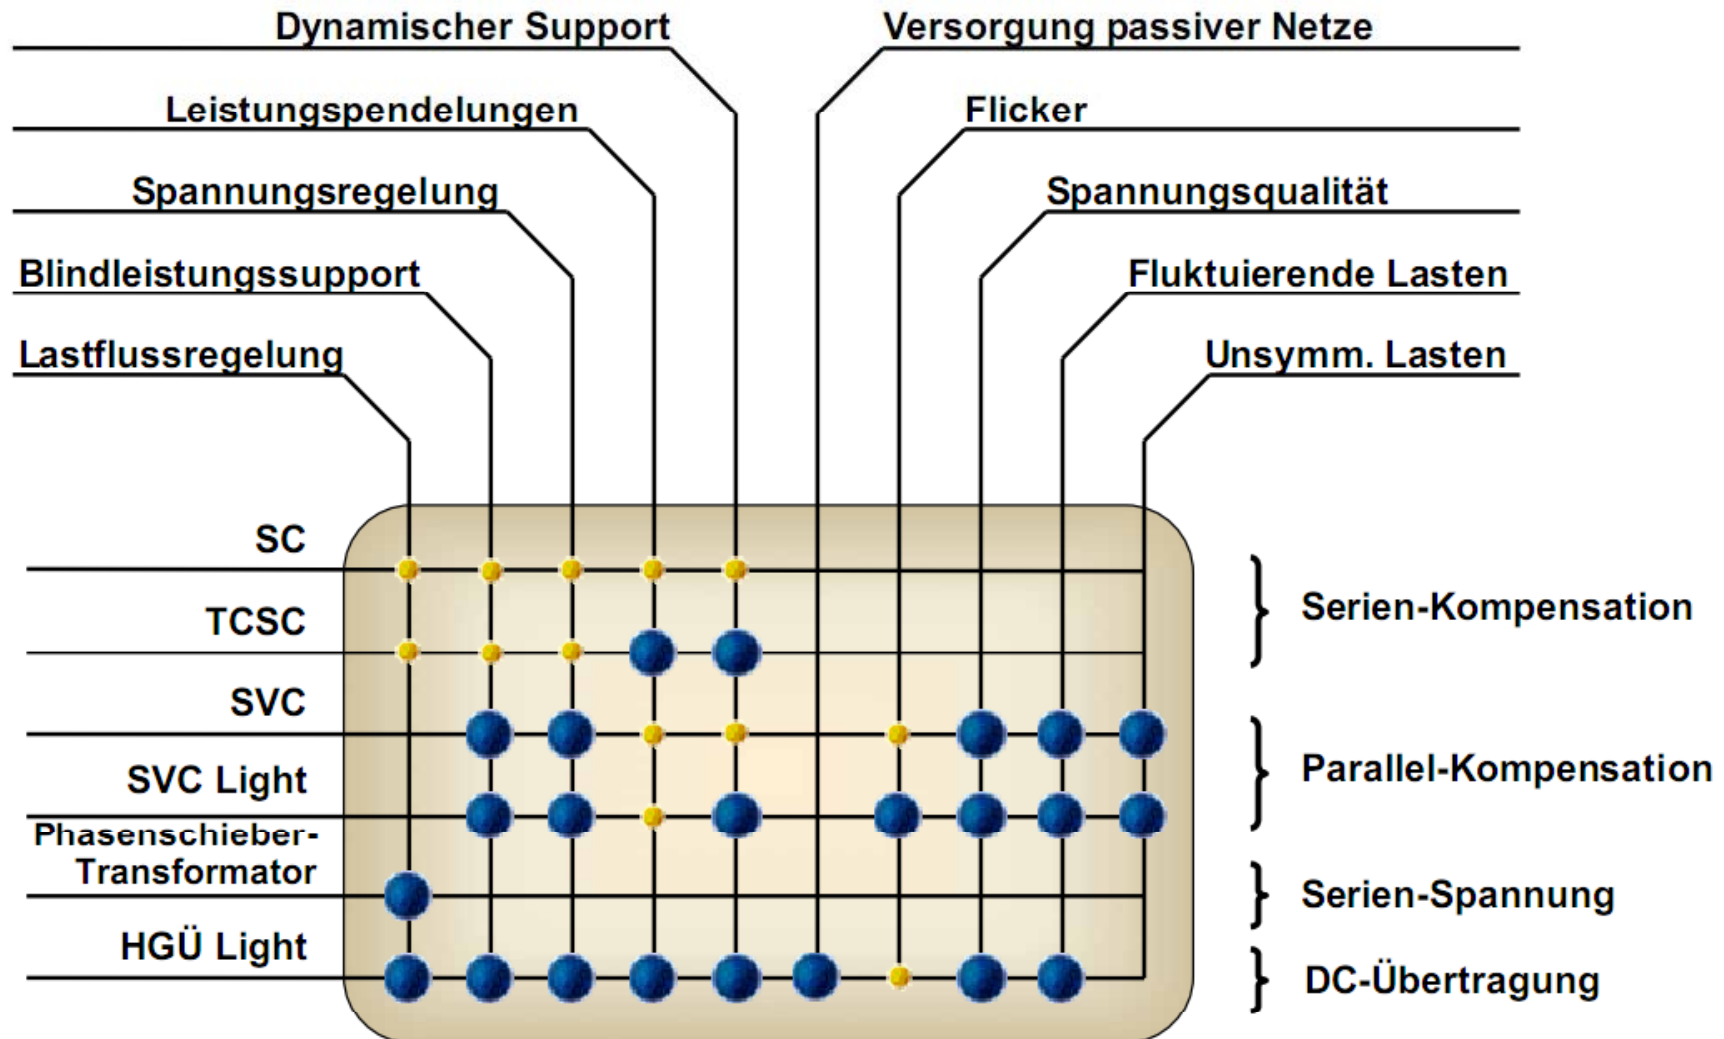 Dynamischer Support
Versorgung passiver Netze
Leistungspendelungen
Flicker
Spannungsregelung
Spannungsqualität
Blindleistungssupport
Fluktuierende Lasten
Lastflussregelung
Unsymm. Lasten
SC
TCSC
Serien-Kompensation
SVC
SVC Light
Parallel-Kompensation
Phasenschieber-
Transformator
Serien-Spannung
HGÜ Light
DC-Übertragung